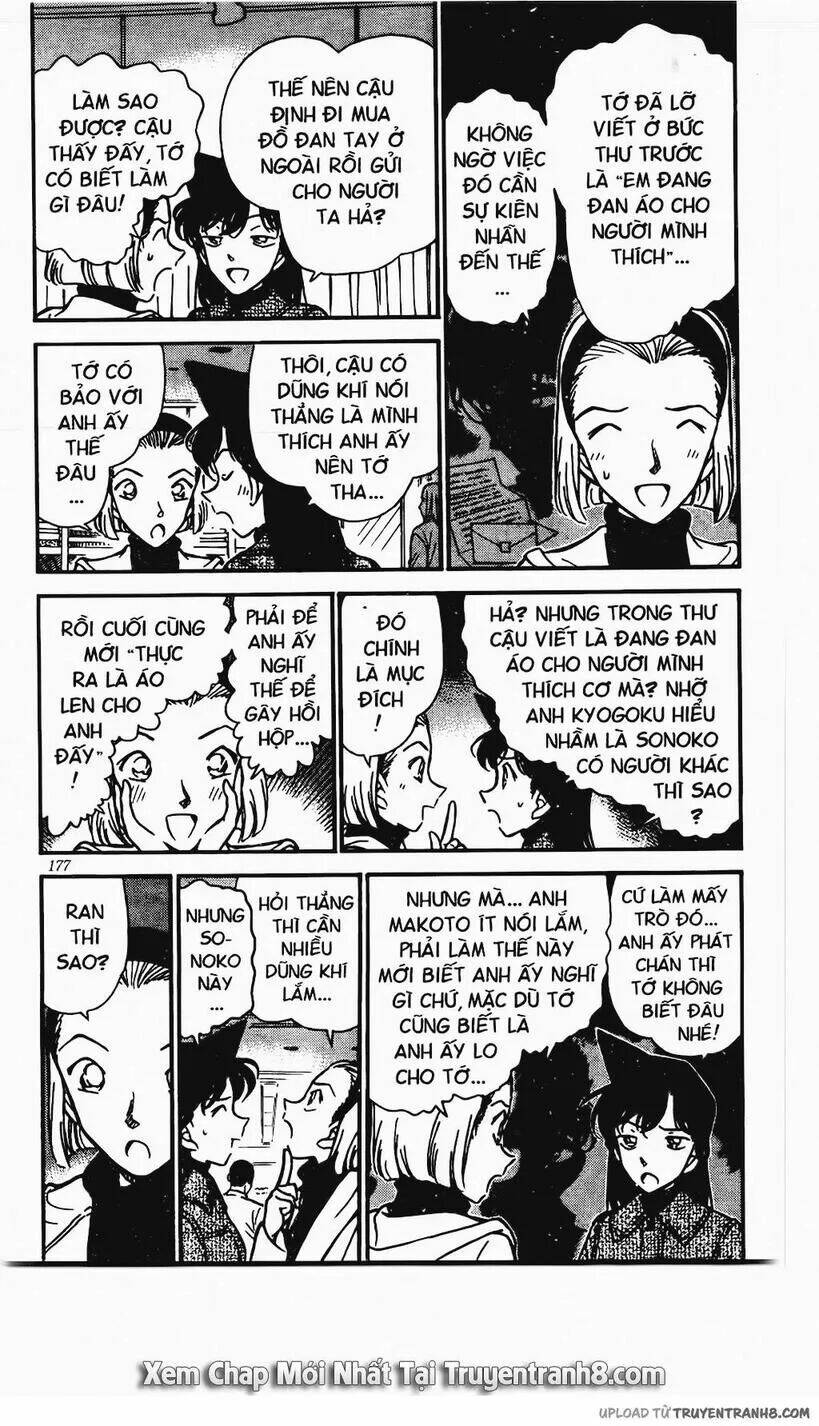 TỚ ĐÃ LỠ
VIẾT Ở BỨC
THƯ TRƯỚC
LÀ "EM ĐANG
ĐAN ÁO CHO
NGƯỜI MÌNH
THÍCH"...
KHÔNG
NGỜ VIỆC
ĐÓ CẦN
SỰ KIÊN
NHẪN
ĐẾN THẾ
...
THẾ NÊN CẬU
ĐỊNH ĐI MUA
ĐỒ ĐAN TAY Ở
NGOÀI RỒI GỬI
CHO NGƯỜI
TA HẢ?
LÀM SAO
ĐƯỢC? CẬU
THẤY ĐẤY, TỚ
CÓ BIẾT LÀM
GÌ ĐÂU!
THÔI, CẬU CÓ
DŨNG KHÍ NÓI
THẲNG LÀ MÌNH
THÍCH ANH ẤY
NÊN TỚ
THA...
TỚ CÓ
BẢO VỚI
ANH ẤY
THẾ
ĐÂU
...
HẢ? NHƯNG TRONG THƯ
CẬU VIẾT LÀ ĐANG ĐAN
ÁO CHO NGƯỜI MÌNH
THÍCH CƠ MÀ? NHỠ
ANH KYOGOKU HIỂU
NHẦM LÀ SONOKO
CÓ NGƯỜI KHÁC
THÌ SAO
?
ĐÓ
CHÍNH
LÀ MỤC
ĐÍCH
!
PHẢI ĐỂ
ANH ẤY
NGHĨ
THẾ ĐỂ
GÂY HỒI
HỘP...
RỒI CUỐI CÙNG
MỚI "THỰC
RA LÀ ÁO
LEN CHO
ANH
ĐẤY"
!
177
CỨ LÀM MẤY
TRÒ ĐÓ...
ANH ẤY PHÁT
CHÁN THÌ
TỚ KHÔNG
BIẾT ĐÂU
NHÉ!
NHƯNG MÀ... ANH
MAKOTO ÍT NÓI LẮM,
PHẢI LÀM THẾ NÀY
MỚI BIẾT ANH ẤY NGHĨ
GÌ CHỨ, MẶC DÙ TỚ
CŨNG BIẾT LÀ
ANH ẤY LO
CHO TỚ...
HỎI THẲNG
THÌ CẦN
NHIỀU
DŨNG KHÍ
LẮM...
NHƯNG
SO-
NOKO
NÀY
...
RAN
THÌ
SAO?
Xem Chap Mới Nhất Tại Truyentranh8.com
UPLOAD TỪ TRUYENTRANH8.COM